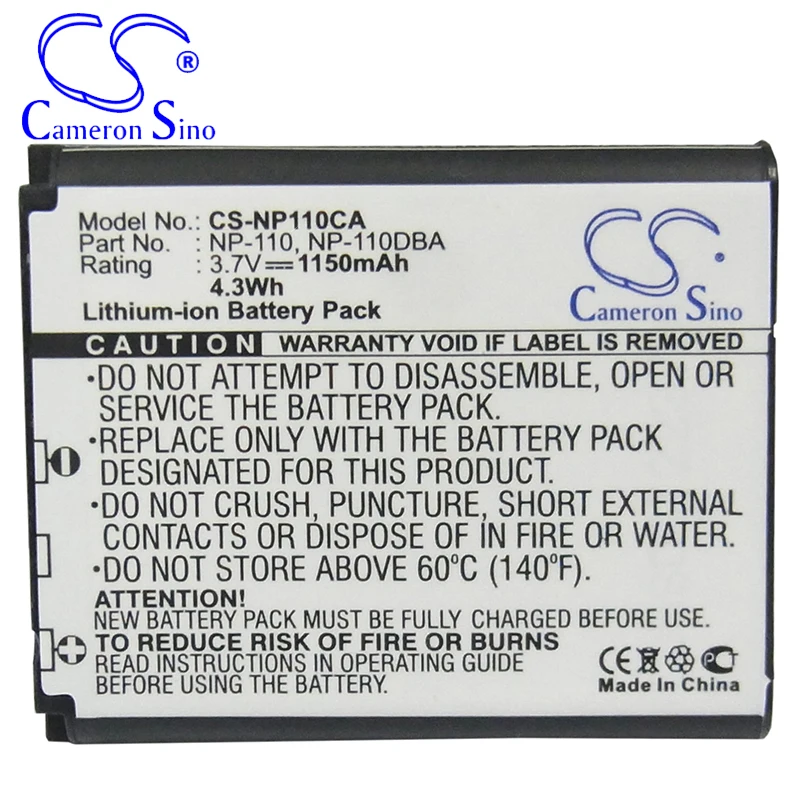 CS®
Cameron Sino
Model No.: CS-NP110CA
Part No.: NP-110, NP-110DBA
Rating: 3.7V 1150mAh
4.3Wh
Lithium-ion Battery Pack
CS
Cameron Sino
CAUTION WARRANTY VOID IF LABEL IS REMOVED
•DO NOT ATTEMPT TO DISASSEMBLE, OPEN OR
SERVICE THE BATTERY PACK.
•REPLACE ONLY WITH THE BATTERY PACK
DESIGNATED FOR THIS PRODUCT.
•DO NOT CRUSH, PUNCTURE, SHORT EXTERNAL
CONTACTS OR DISPOSE OF IN FIRE OR WATER.
•DO NOT STORE ABOVE 60ºC (140ºF).
ATTENTION!
NEW BATTERY PACK MUST BE FULLY CHARGED BEFORE USE.
TO REDUCE RISK OF FIRE OR BURNS
READ INSTRUCTIONS IN OPERATING GUIDE
BEFORE USING THE BATTERY.
CE
Made In China